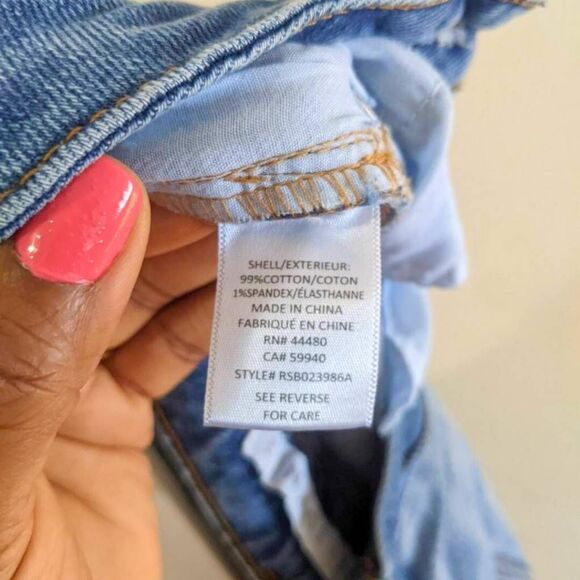 SHELL/EXTERIEUR:
99%COTTON/COTON
1%SPANDEX/ÉLASTHANNE
MADE IN CHINA
FABRIQUÉ EN CHINE
RN# 44480
CA# 59940
STYLE# RSB023986A
SEE REVERSE
FOR CARE